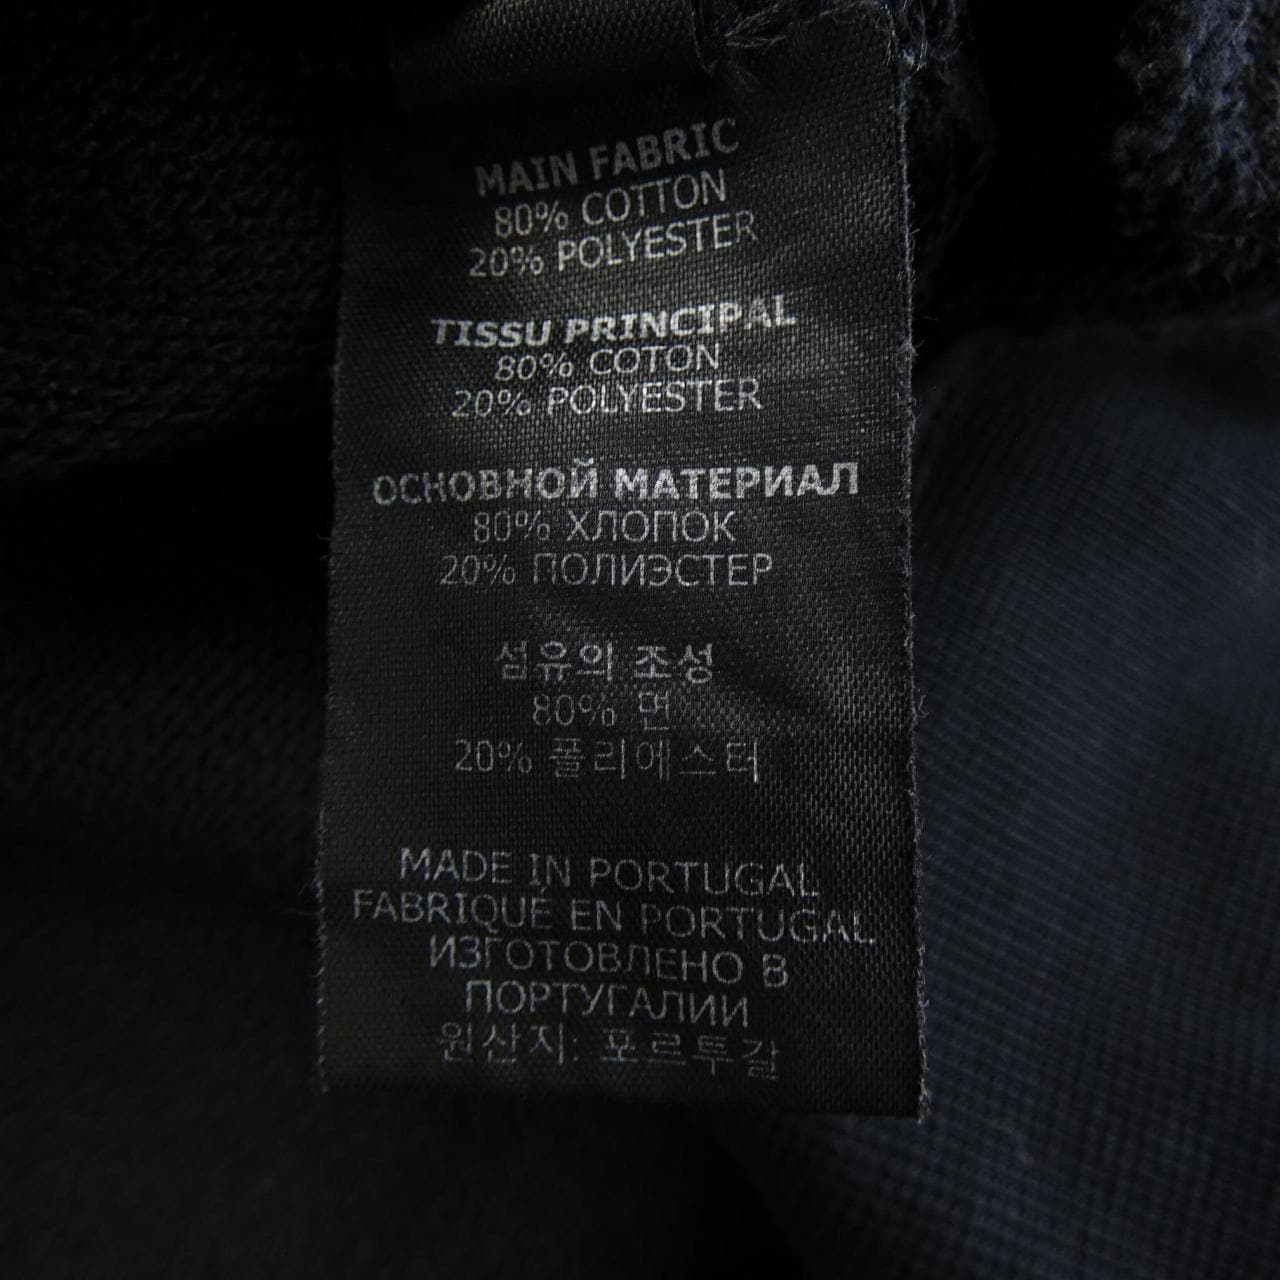 MAIN FABRIC
80% COTTON
20% POLYESTER
TISSU PRINCIPAL
80% COTON
20% POLYESTER
ОСНОВНОЙ МАТЕРИАЛ
80% ХЛОПОК
20% ПОЛИЭСТЕР
섬유의 조성
80% 면
20% 폴리에스터
MADE IN PORTUGAL
FABRIQUE EN PORTUGAL
ИЗГОТОВЛЕНО В
ПОРТУГАЛИИ
원산지: 포르투갈